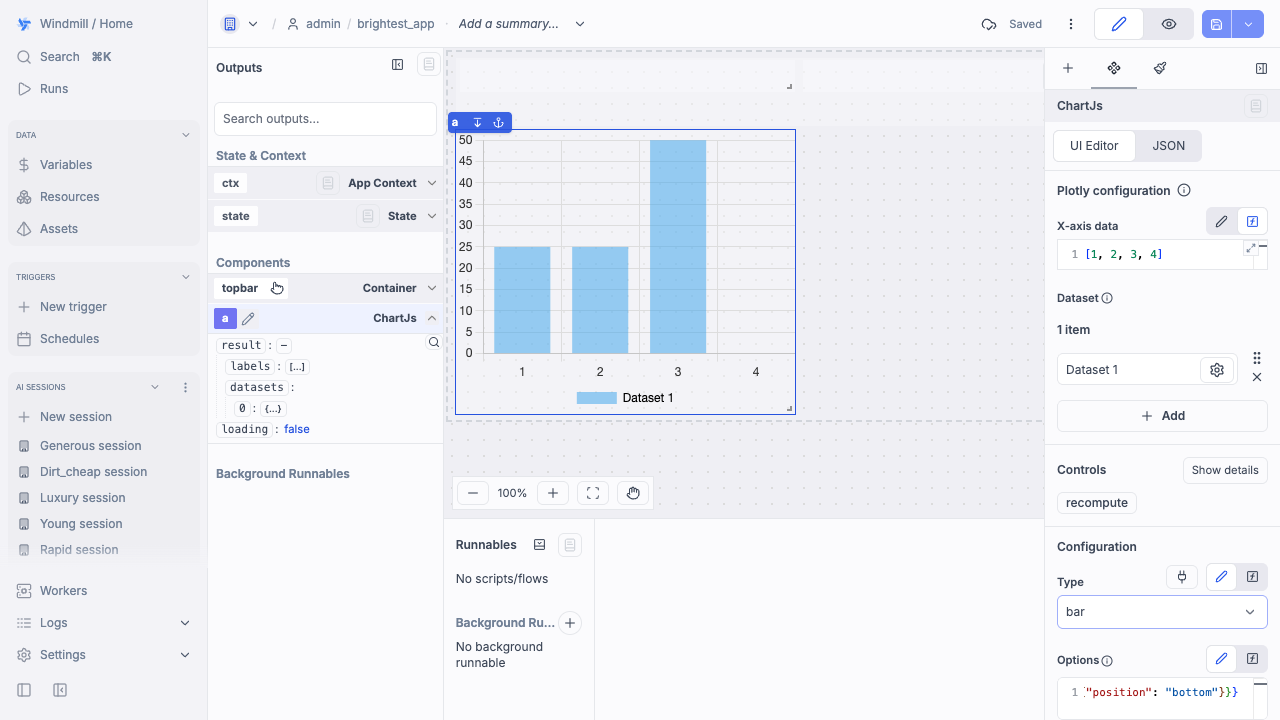 Windmill / Home
Search ⌘K
Runs
DATA
Variables
Resources
Assets
TRIGGERS
New trigger
Schedules
AI SESSIONS
New session
Generous session
Dirt_cheap session
Luxury session
Young session
Rapid session
Workers
Logs
Settings
/ admin / brightest_app · Add a summary...
Saved
Outputs
Search outputs...
State & Context
ctx App Context
state State
Components
topbar Container
a ChartJs
result : −
labels : [...]
datasets :
0 : {...}
loading : false
Background Runnables
a
50
45
40
35
30
25
20
15
10
5
0
1 2 3 4
Dataset 1
100%
Runnables
No scripts/flows
Background Ru...
No background
runnable
ChartJs
UI Editor JSON
Plotly configuration
X-axis data
1 [1, 2, 3, 4]
Dataset
1 item
Dataset 1
Add
Controls Show details
recompute
Configuration
Type
bar
Options
1 "position": "bottom"}}}